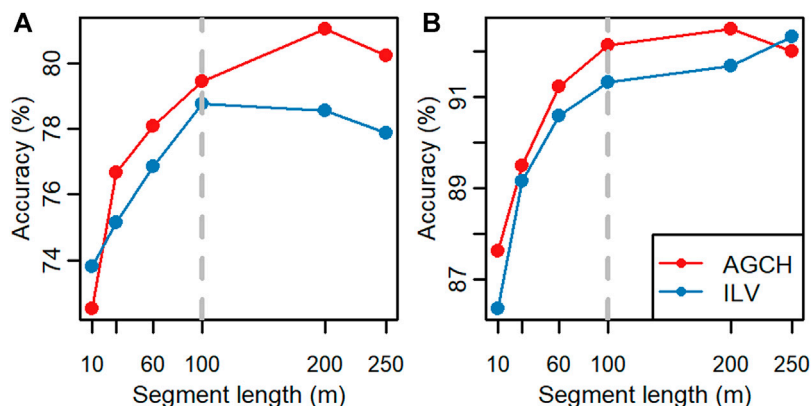 A
Accuracy (%)
80
78
76
74
10 60 100 200 250
Segment length (m)
B
Accuracy (%)
91
89
87
10 60 100 200 250
Segment length (m)
AGCH
ILV